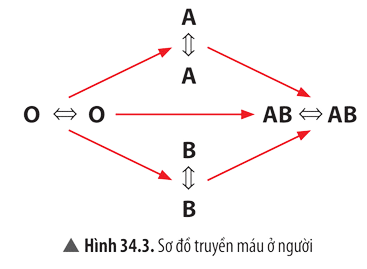 A
A
O O AB AB
B
B
▲ Hình 34.3. Sơ đồ truyền máu ở người